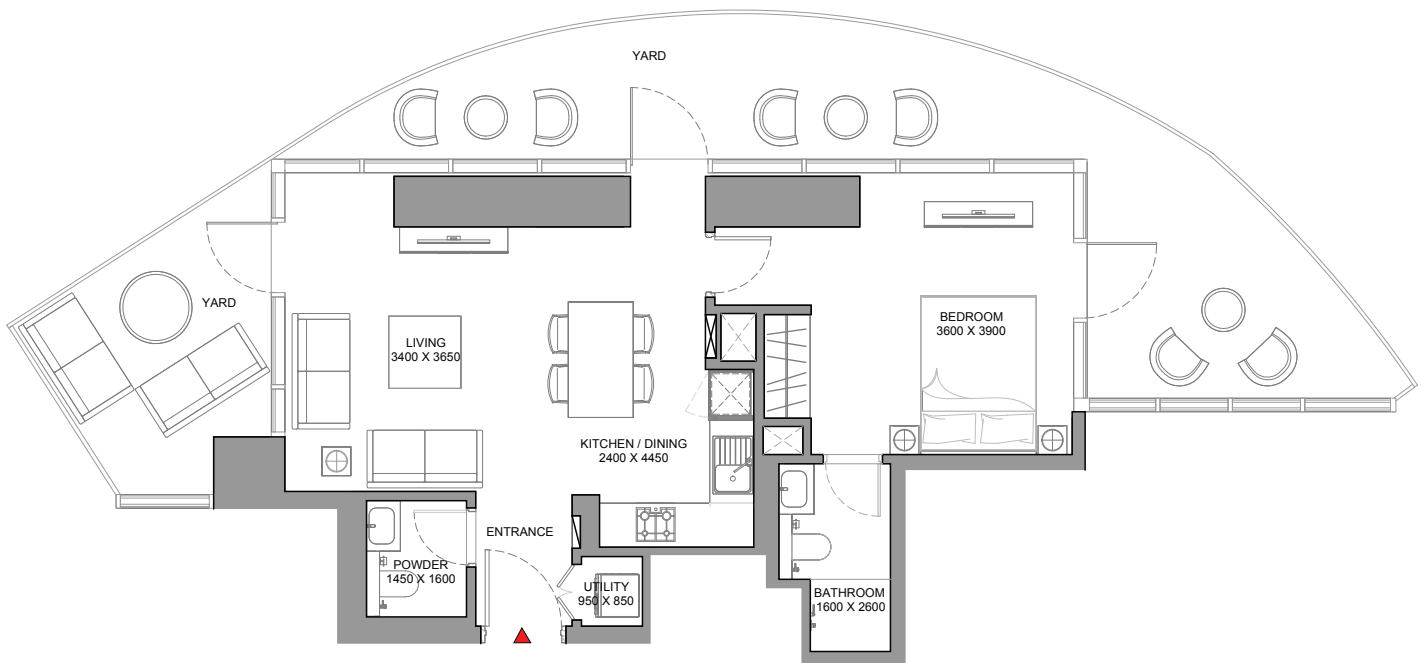 YARD
YARD
LIVING
3400 X 3650
BEDROOM
3600 X 3900
KITCHEN / DINING
2400 X 4450
ENTRANCE
POWDER
1450 X 1600
UTILITY
950 X 850
BATHROOM
1600 X 2600